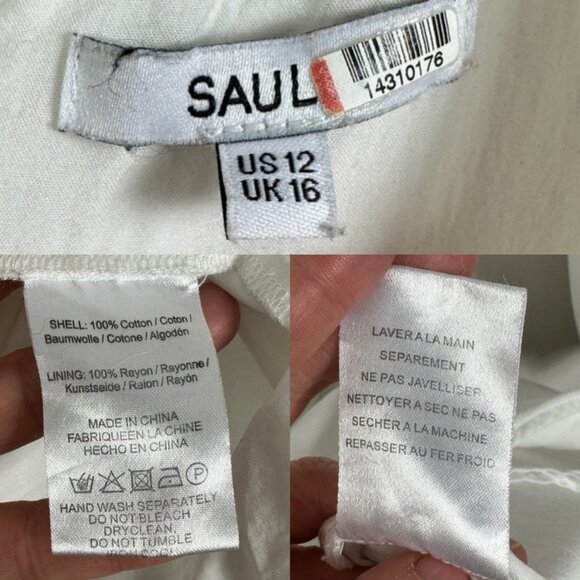 SAUL
14310176
US 12
UK 16
SHELL: 100% Cotton / Coton /
Baumwolle / Cotone / Algodón
LINING: 100% Rayon / Rayonne /
Kunstseide / Raion / Rayón
MADE IN CHINA
FABRIQUEEN LA CHINE
HECHO EN CHINA
P
HAND WASH SEPARATELY
DO NOT BLEACH
DRYCLEAN
DO NOT TUMBLE
IRON COOL
LAVER A LA MAIN
SEPAREMENT
NE PAS JAVELLISER
NETTOYER A SEC NE PAS
SECHER A LA MACHINE
REPASSER AU FER FROID